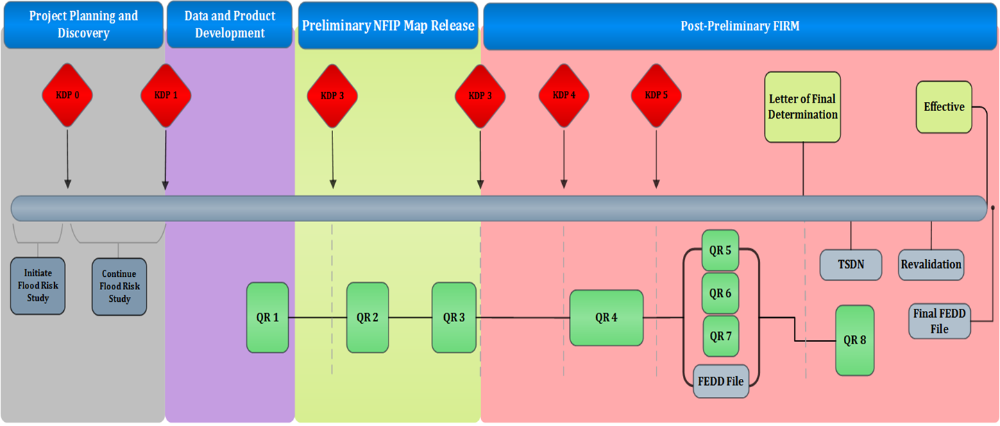 Project Planning and
Discovery
Data and Product
Development
Preliminary NFIP Map Release
Post-Preliminary FIRM
KDP 0
KDP 1
KDP 3
KDP 3
KDP 4
KDP 5
Letter of Final
Determination
Effective
Initiate
Flood Risk
Study
Continue
Flood Risk
Study
QR 1
QR 2
QR 3
QR 4
QR 5
QR 6
QR 7
FEDD File
TSDN
Revalidation
QR 8
Final FEDD
File